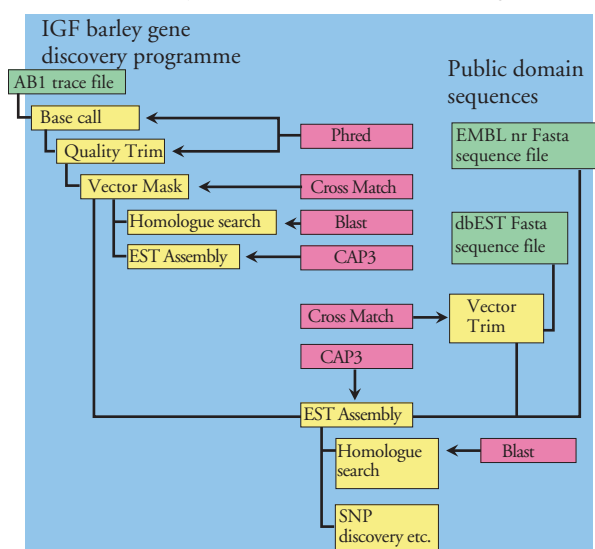 IGF barley gene
discovery programme
AB1 trace file
Base call
Quality Trim
Phred
Vector Mask
Cross Match
Homologue search
Blast
EST Assembly
CAP3
Public domain
sequences
EMBL nr Fasta
sequence file
dbEST Fasta
sequence file
Cross Match
Vector
Trim
CAP3
EST Assembly
Homologue
search
Blast
SNP
discovery etc.